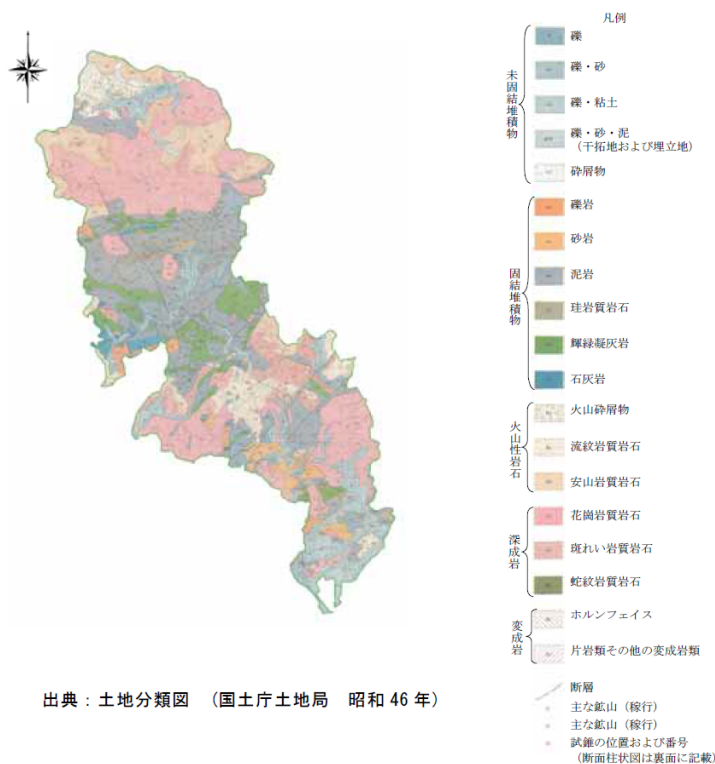 凡例
未固結堆積物
礫
礫・砂
礫・粘土
礫・砂・泥
（干拓地および埋立地）
砕屑物
固結堆積物
礫岩
砂岩
泥岩
珪岩質岩石
輝緑凝灰岩
石灰岩
火山性岩石
火山砕屑物
流紋岩質岩石
安山岩質岩石
深成岩
花崗岩質岩石
斑れい岩質岩石
蛇紋岩質岩石
変成岩
ホルンフェイス
片岩類その他の変成岩類
断層
主な鉱山（稼行）
主な鉱山（稼行）
試錐の位置および番号
（断面柱状図は裏面に記載）
出典：土地分類図 （国土庁土地局 昭和 46 年）